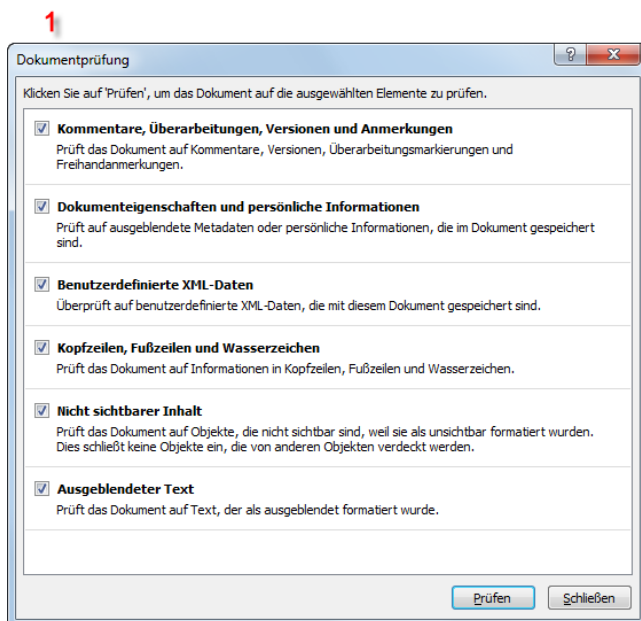 1
Dokumentprüfung
Klicken Sie auf 'Prüfen', um das Dokument auf die ausgewählten Elemente zu prüfen.
Kommentare, Überarbeitungen, Versionen und Anmerkungen
Prüft das Dokument auf Kommentare, Versionen, Überarbeitungsmarkierungen und
Freihandanmerkungen.
Dokumenteigenschaften und persönliche Informationen
Prüft auf ausgeblendete Metadaten oder persönliche Informationen, die im Dokument gespeichert
sind.
Benutzerdefinierte XML-Daten
Überprüft auf benutzerdefinierte XML-Daten, die mit diesem Dokument gespeichert sind.
Kopfzeilen, Fußzeilen und Wasserzeichen
Prüft das Dokument auf Informationen in Kopfzeilen, Fußzeilen und Wasserzeichen.
Nicht sichtbarer Inhalt
Prüft das Dokument auf Objekte, die nicht sichtbar sind, weil sie als unsichtbar formatiert wurden.
Dies schließt keine Objekte ein, die von anderen Objekten verdeckt werden.
Ausgeblendeter Text
Prüft das Dokument auf Text, der als ausgeblendet formatiert wurde.
Prüfen Schließen